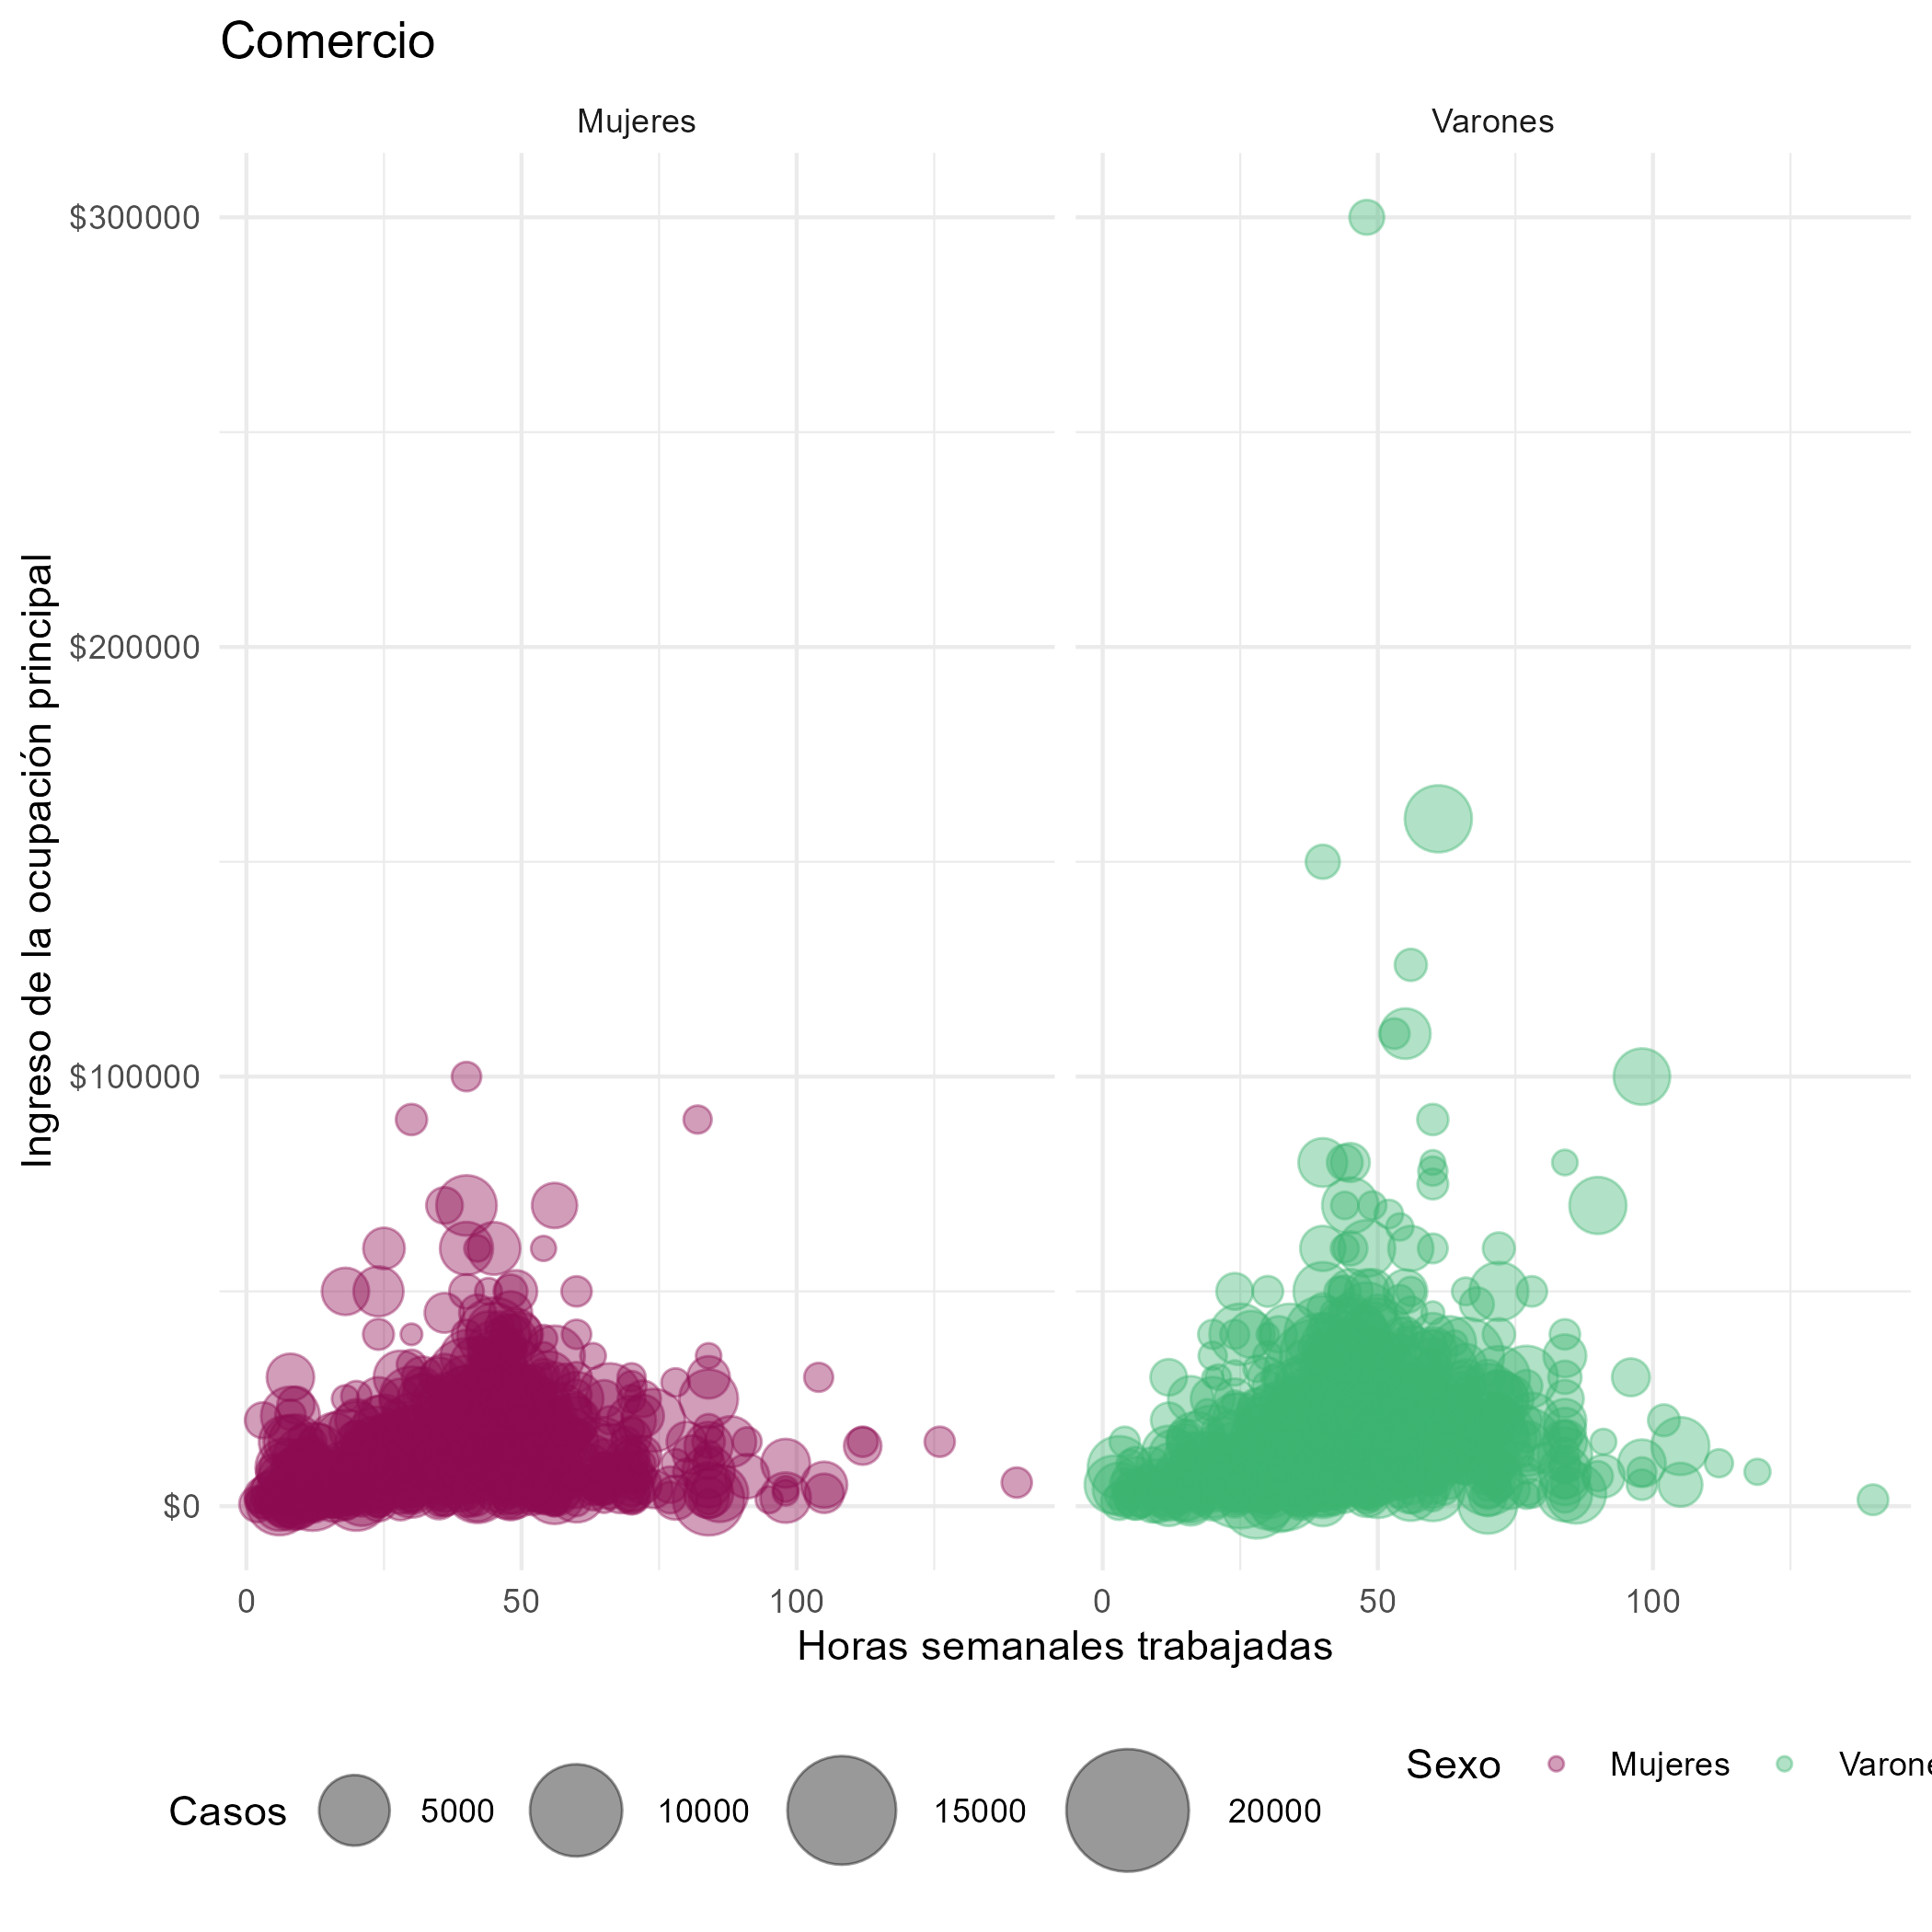 Comercio
Mujeres Varones
$300000
$200000
$100000
$0
Ingreso de la ocupación principal
0 50 100 0 50 100
Horas semanales trabajadas
Sexo Mujeres Varone
Casos 5000 10000 15000 20000